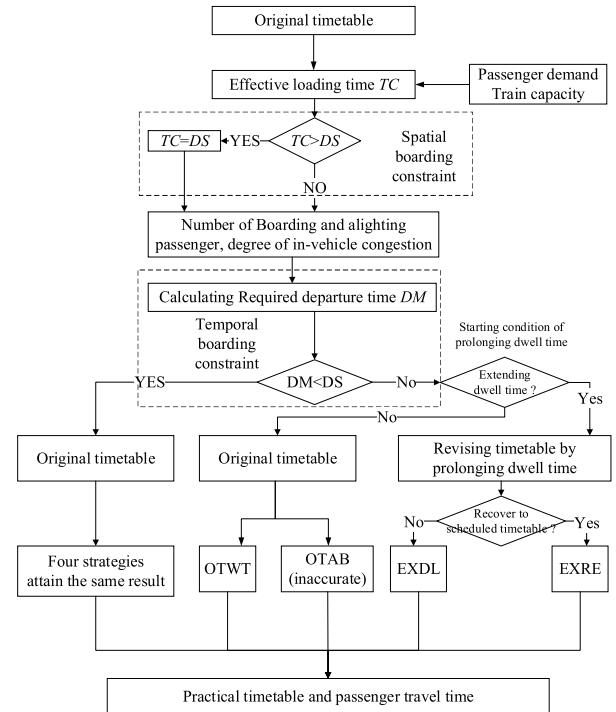 Original timetable
Effective loading time TC
Passenger demand
Train capacity
TC=DS
YES
TC>DS
Spatial
boarding
constraint
NO
Number of Boarding and alighting
passenger, degree of in-vehicle congestion
Calculating Required departure time DM
Temporal
boarding
constraint
Starting condition of
prolonging dwell time
YES
DM<DS
No
Extending
dwell time ?
No
Yes
Original timetable
Original timetable
Revising timetable by
prolonging dwell time
No
Recover to
scheduled timetable ?
Yes
Four strategies
attain the same result
OTWT
OTAB
(inaccurate)
EXDL
EXRE
Practical timetable and passenger travel time